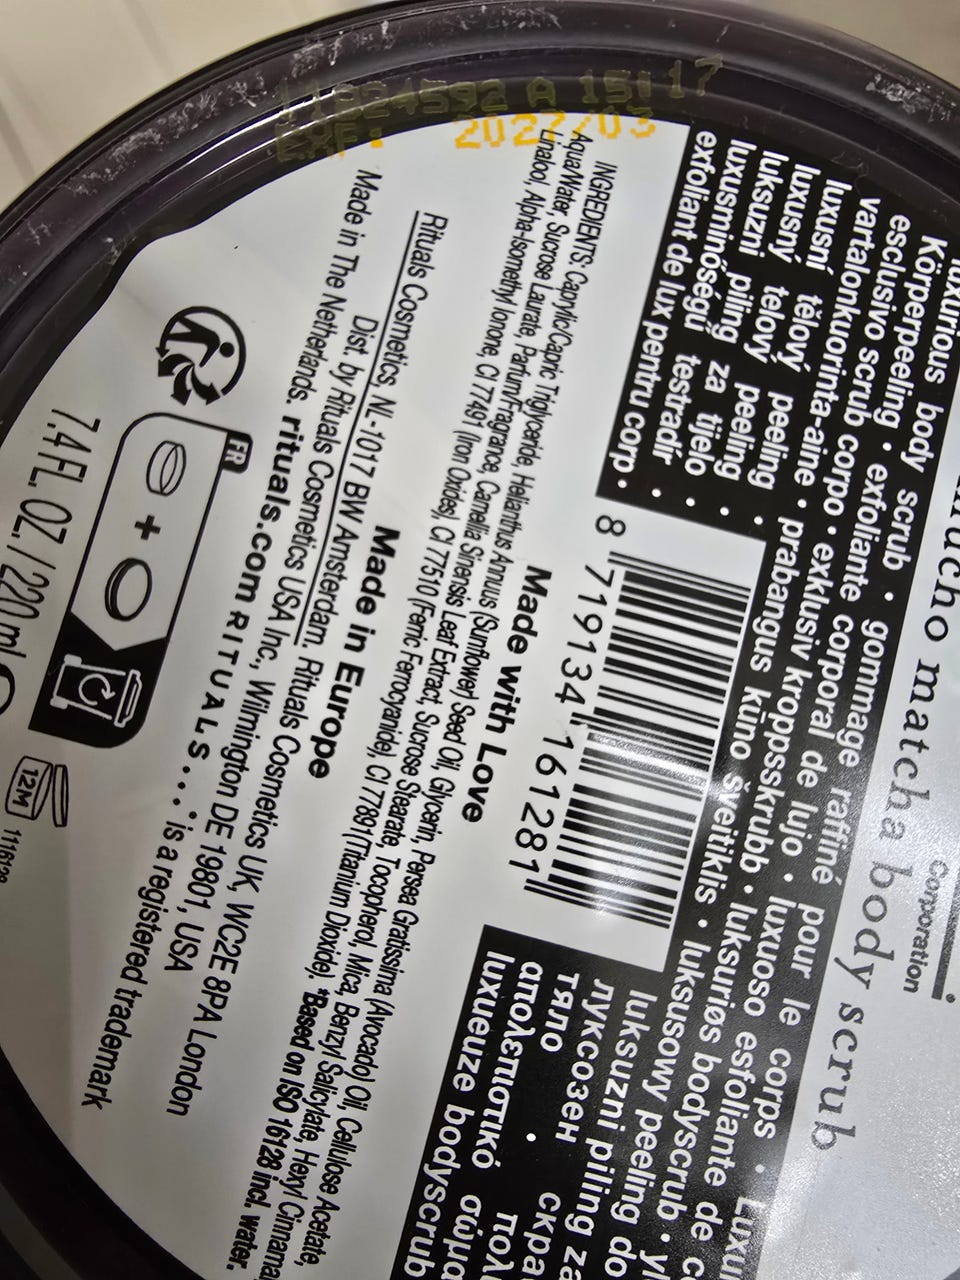 ucho matcha body scrub
Corporation
luxurious body scrub • gommage raffiné pour le corps •
Körperpeeling • exfoliante corporal de lujo • luxuoso esfoliante de
esclusivo scrub corpo • exklusiv kroppsskrubb • luksuriøs bodyscrub •
vartalonkuorinta-aine • prabangus kūno šveitiklis • luksusowy peeling do
luxusní tělový peeling •
luxusný telový peeling •
luksuzni piling za tijelo •
luxusminőségű testradír •
exfoliant de lux pentru corp •
luksuzni piling za
луксозен
тяло •
απολεπιστικό
luxueuze bodyscrub
8 719134 161281
Made with Love
INGREDIENTS: Caprylic/Capric Triglyceride, Helianthus Annuus (Sunflower) Seed Oil, Glycerin, Persea Gratissima (Avocado) Oil, Cellulose Acetate,
Aqua/Water, Sucrose Laurate, Parfum/Fragrance, Camellia Sinensis Leaf Extract, Sucrose Stearate, Tocopherol, Mica, Benzyl Salicylate, Hexyl Cinnama
Linalool, Alpha-Isomethyl Ionone, CI 77491 (Iron Oxides), CI 77510 (Ferric Ferrocyanide), CI 77891(Titanium Dioxide). *Based on ISO 16128 incl. water.
Made in Europe
Rituals Cosmetics, NL-1017 BW Amsterdam. Rituals Cosmetics UK, WC2E 8PA London
Dist. by Rituals Cosmetics USA Inc., Wilmington DE 19801, USA
Made in The Netherlands. rituals.com RITUALS... is a registered trademark
FR
+
7.4 FL. OZ. / 220 ml
12M
1116139
11824592 A 15:17
EXP: 2027/03